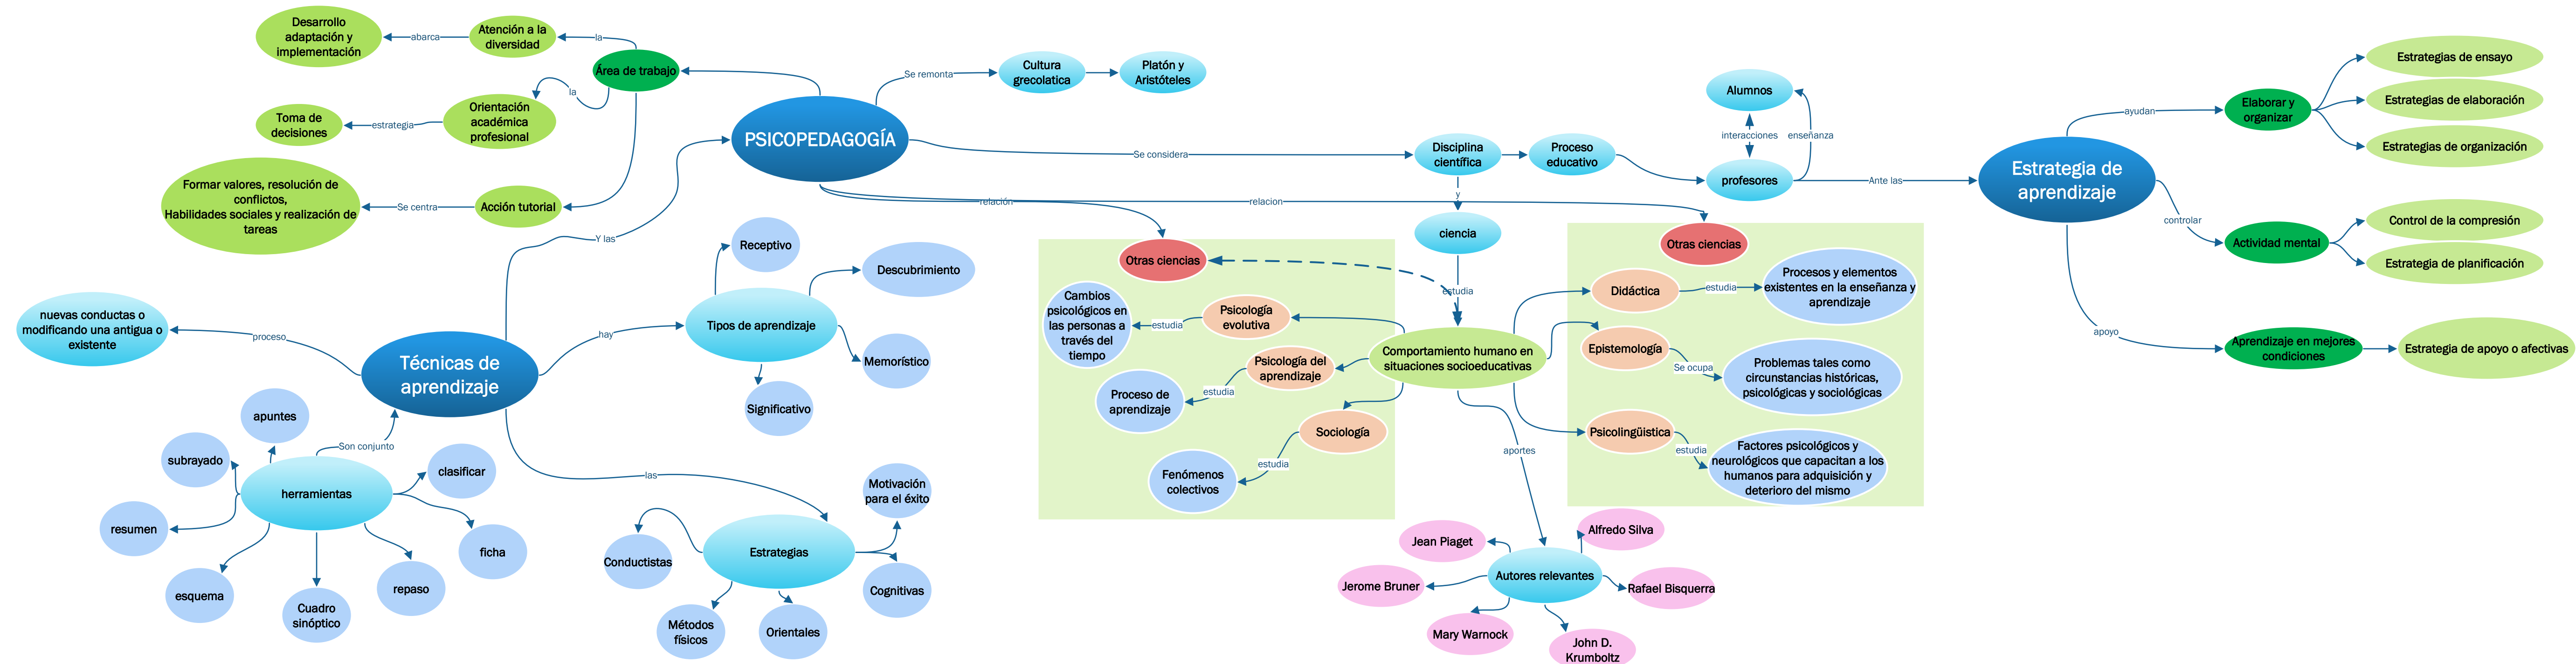 Desarrollo
adaptación y
implementación
abarca
Atención a la
diversidad
la
Área de trabajo
la
Orientación
académica
profesional
estrategia
Toma de
decisiones
Formar valores, resolución de
conflictos,
Habilidades sociales y realización de
tareas
Se centra
Acción tutorial
PSICOPEDAGOGÍA
Se remonta
Cultura
grecolatica
Platón y
Aristóteles
Se considera
Disciplina
científica
Proceso
educativo
Alumnos
interacciones
enseñanza
profesores
Ante las
y
ciencia
estudia
relación
relacion
Estrategia de
aprendizaje
ayudan
Elaborar y
organizar
Estrategias de ensayo
Estrategias de elaboración
Estrategias de organización
controlar
Actividad mental
Control de la compresión
Estrategia de planificación
apoyo
Aprendizaje en mejores
condiciones
Estrategia de apoyo o afectivas
Y las
nuevas conductas o
modificando una antigua o
existente
proceso
Técnicas de
aprendizaje
hay
Tipos de aprendizaje
Receptivo
Descubrimiento
Memorístico
Significativo
Son conjunto
herramientas
apuntes
subrayado
resumen
esquema
Cuadro
sinóptico
repaso
ficha
clasificar
las
Estrategias
Motivación
para el éxito
Conductistas
Cognitivas
Métodos
físicos
Orientales
Otras ciencias
Cambios
psicológicos en
las personas a
través del
tiempo
estudia
Psicología
evolutiva
Psicología del
aprendizaje
estudia
Proceso de
aprendizaje
Sociología
estudia
Fenómenos
colectivos
Comportamiento humano en
situaciones socioeducativas
Otras ciencias
Didáctica
estudia
Procesos y elementos
existentes en la enseñanza y
aprendizaje
Epistemología
Se ocupa
Problemas tales como
circunstancias históricas,
psicológicas y sociológicas
Psicolingüistica
estudia
Factores psicológicos y
neurológicos que capacitan a los
humanos para adquisición y
deterioro del mismo
aportes
Autores relevantes
Jean Piaget
Alfredo Silva
Jerome Bruner
Rafael Bisquerra
Mary Warnock
John D.
Krumboltz